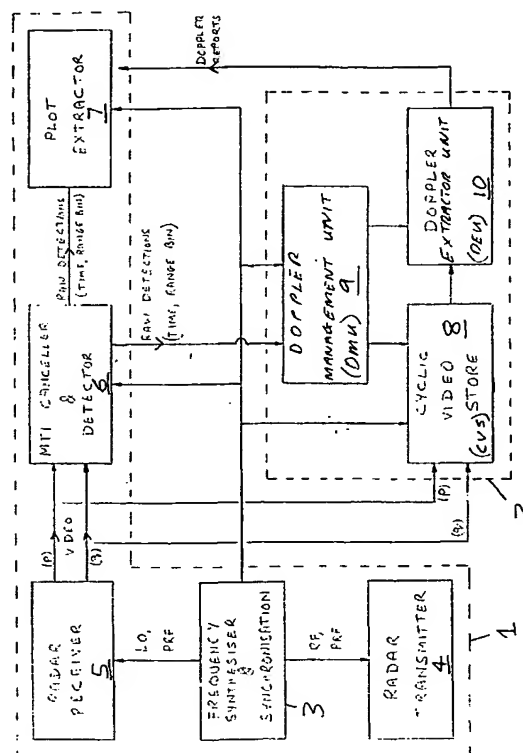 RADAR
RECEIVER
5
(P)
VIDEO
(q)
MTI CANCELLER
&
DETECTOR
6
RAW DETECTIONS
(TIME, RANGE BIN)
PLOT
EXTRACTOR
7
LO,
PRF
FREQUENCY
SYNTHESISER
&
SYNCHRONISATION
3
RF,
PRF
RADAR
TRANSMITTER
4
1
RAW DETECTIONS
(TIME, RANGE BIN)
DOPPLER
REPORTS
DOPPLER
MANAGEMENT UNIT
(DMU) 9
(P)
(q)
CYCLIC
VIDEO 8
(CVS) STORE
DOPPLER
EXTRACTOR UNIT
(DEU) 10
2